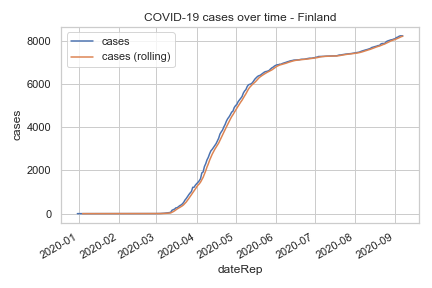 COVID-19 cases over time - Finland
cases
cases (rolling)
8000
6000
4000
2000
0
cases
2020-01
2020-02
2020-03
2020-04
2020-05
2020-06
2020-07
2020-08
2020-09
dateRep